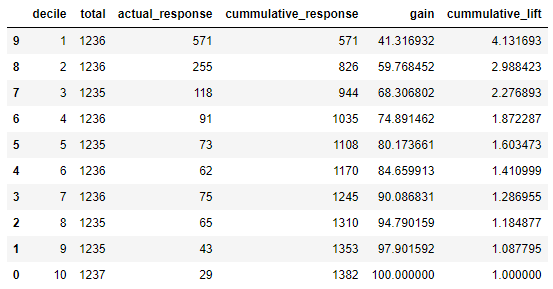 decile total actual_response cummulative_response gain cummulative_lift
9 1 1236 571 571 41.316932 4.131693
8 2 1236 255 826 59.768452 2.988423
7 3 1235 118 944 68.306802 2.276893
6 4 1236 91 1035 74.891462 1.872287
5 5 1235 73 1108 80.173661 1.603473
4 6 1236 62 1170 84.659913 1.410999
3 7 1236 75 1245 90.086831 1.286955
2 8 1235 65 1310 94.790159 1.184877
1 9 1235 43 1353 97.901592 1.087795
0 10 1237 29 1382 100.000000 1.000000